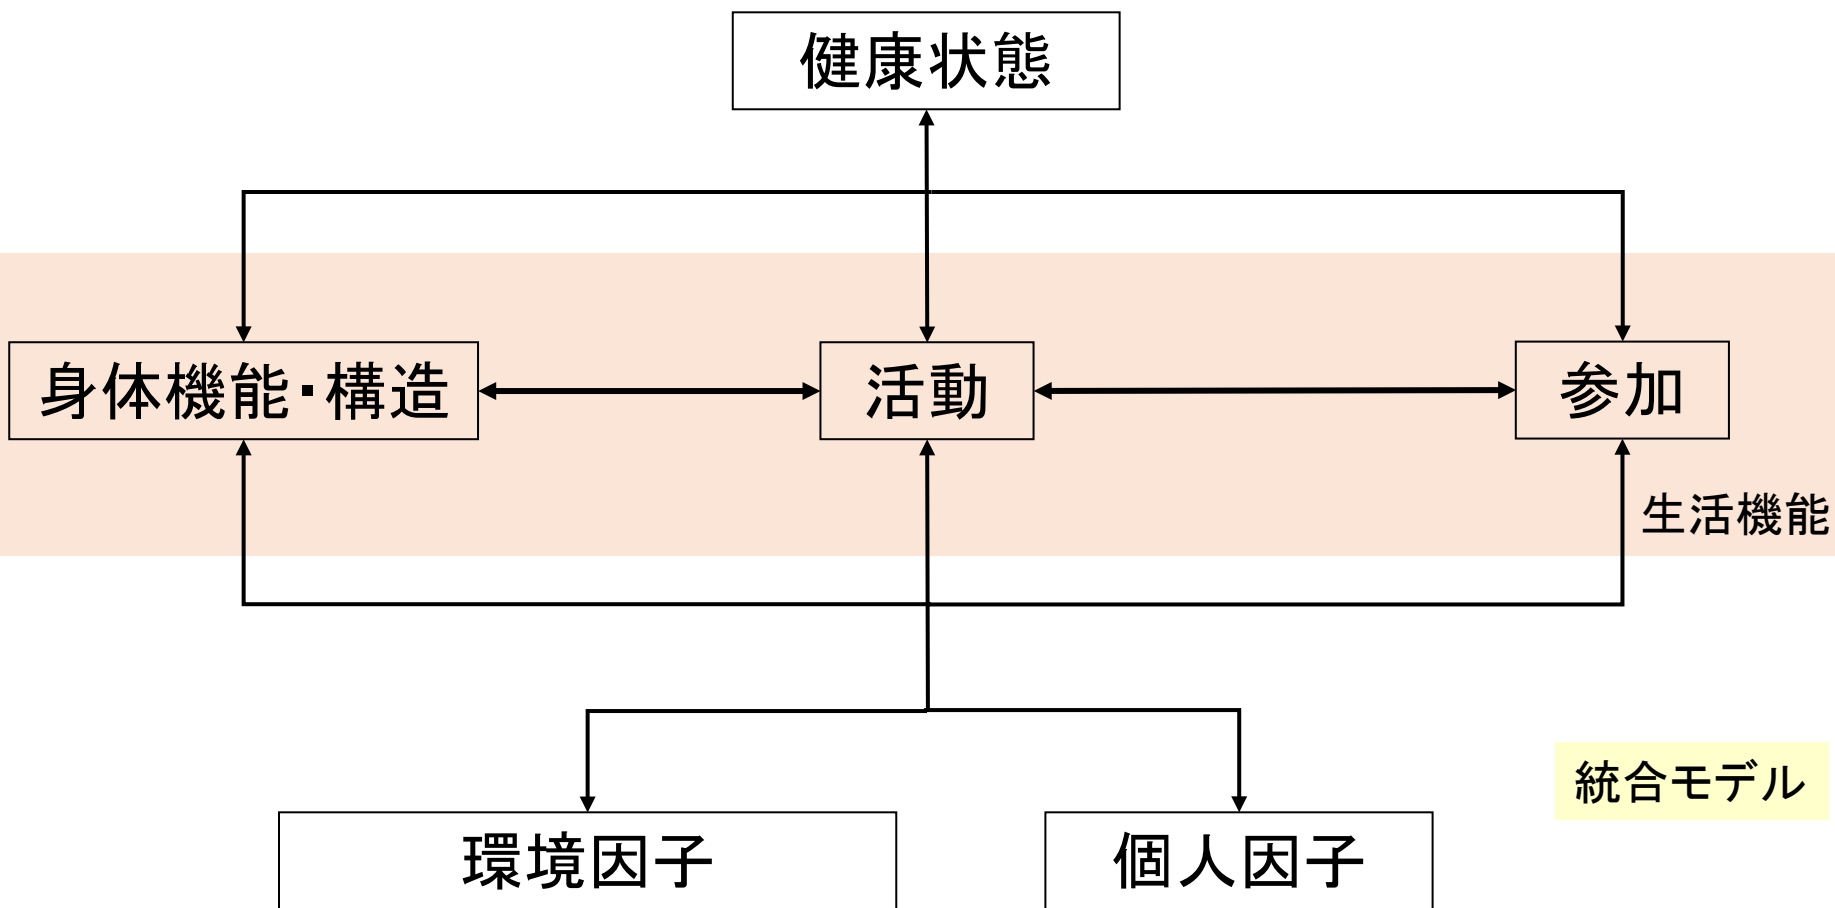 健康状態
身体機能・構造
活動
参加
生活機能
統合モデル
環境因子
個人因子